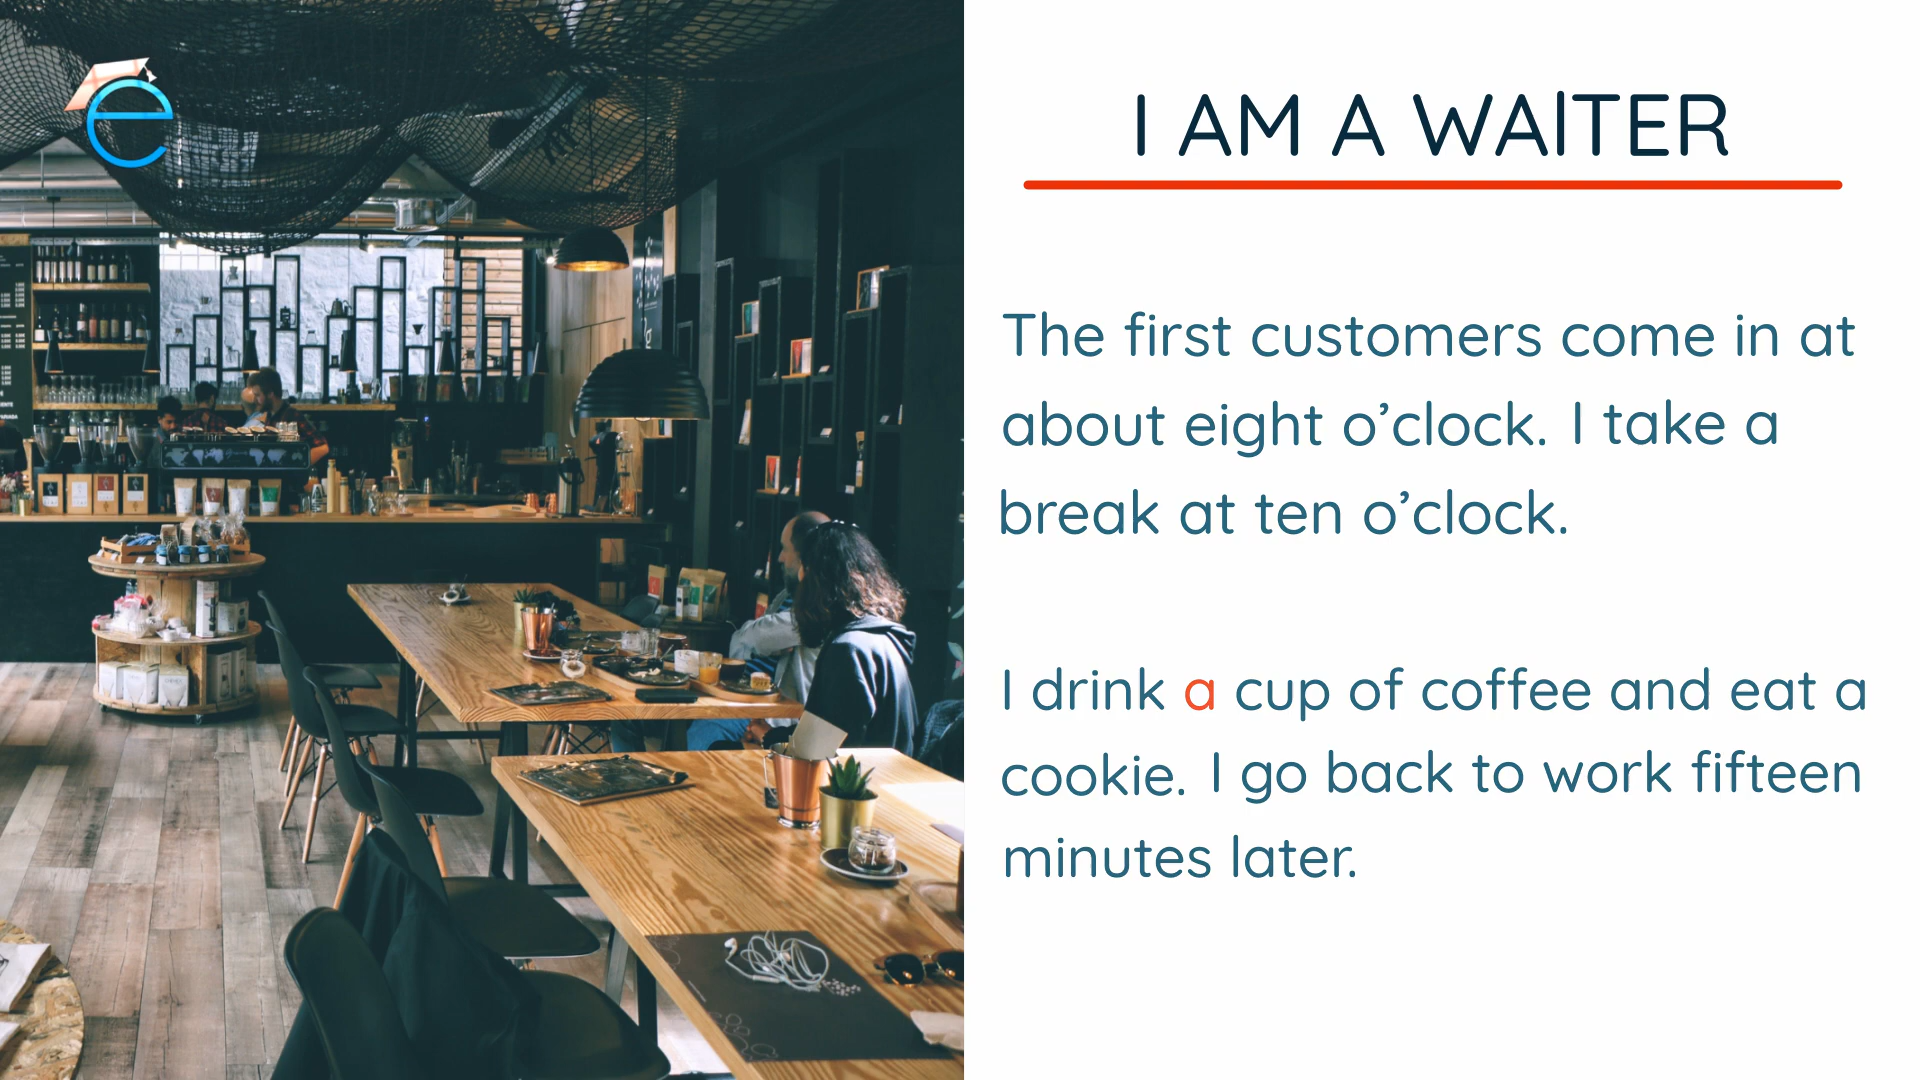 I AM A WAITER
The first customers come in at
about eight o’clock. I take a
break at ten o’clock.
I drink a cup of coffee and eat a
cookie. I go back to work fifteen
minutes later.